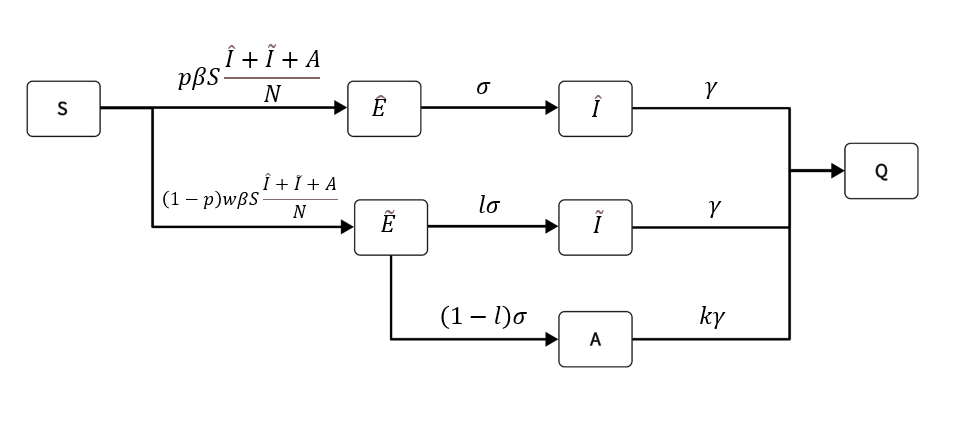 pβS (Î + Ĩ + A)/N
S
Ê
σ
Î
γ
Q
(1 − p)wβS (Î + Ĩ + A)/N
Ẽ
lσ
Ĩ
γ
(1 − l)σ
A
kγ